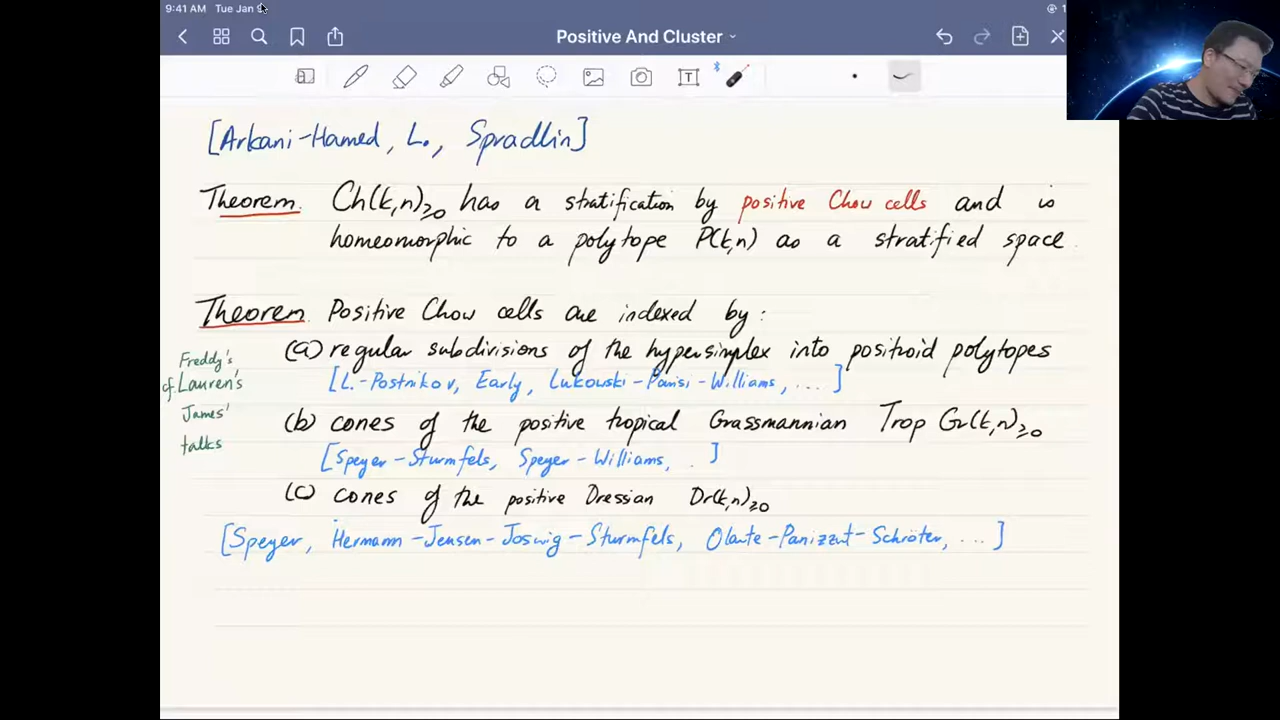 9:41 AM Tue Jan 9
Positive And Cluster
[Arkani-Hamed, L., Spradlin]
Theorem. Ch(k,n)≥0 has a stratification by positive Chow cells and is
homeomorphic to a polytope P(k,n) as a stratified space.
Theorem. Positive Chow cells are indexed by:
(a) regular subdivisions of the hypersimplex into positroid polytopes
[L.-Postnikov, Early, Lukowski-Parisi-Williams, ...]
(b) cones of the positive tropical Grassmannian Trop Gr(k,n)≥0
[Speyer-Sturmfels, Speyer-Williams, ..]
(c) cones of the positive Dressian Dr(k,n)≥0
[Speyer, Hermann-Jensen-Joswig-Sturmfels, Olarte-Panizzut-Schröter, ...]
Freddy's
cf. Lauren's
James'
talks